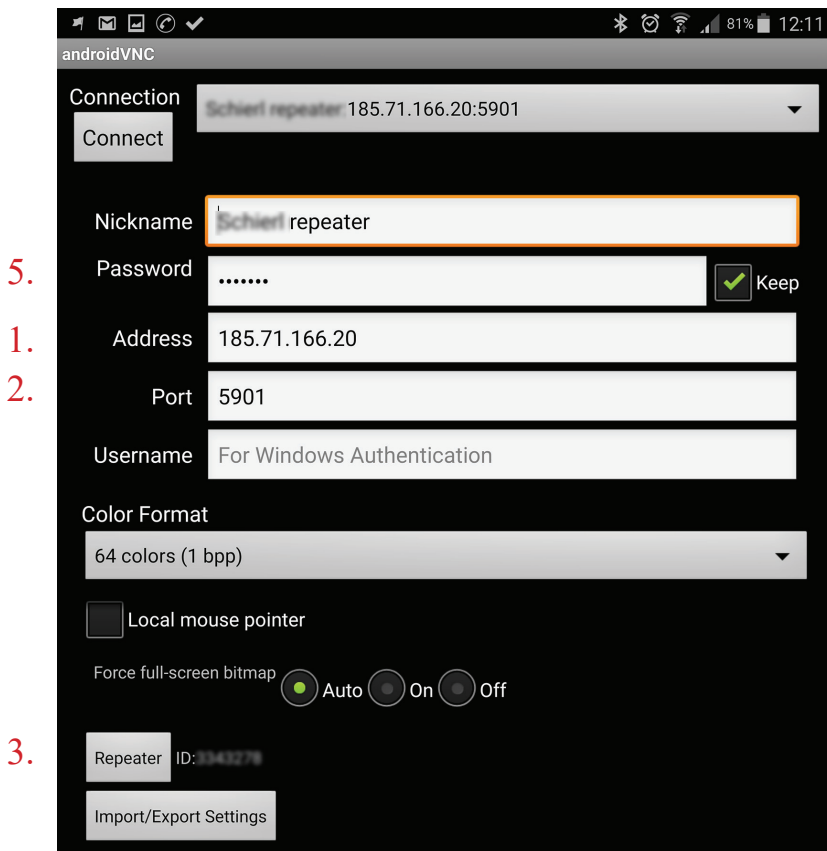 81% 12:11
androidVNC
Connection
repeater: 185.71.166.20:5901
Connect
Nickname repeater
5. Password ••••••• Keep
1. Address 185.71.166.20
2. Port 5901
Username For Windows Authentication
Color Format
64 colors (1 bpp)
Local mouse pointer
Force full-screen bitmap Auto On Off
3. Repeater ID:
Import/Export Settings